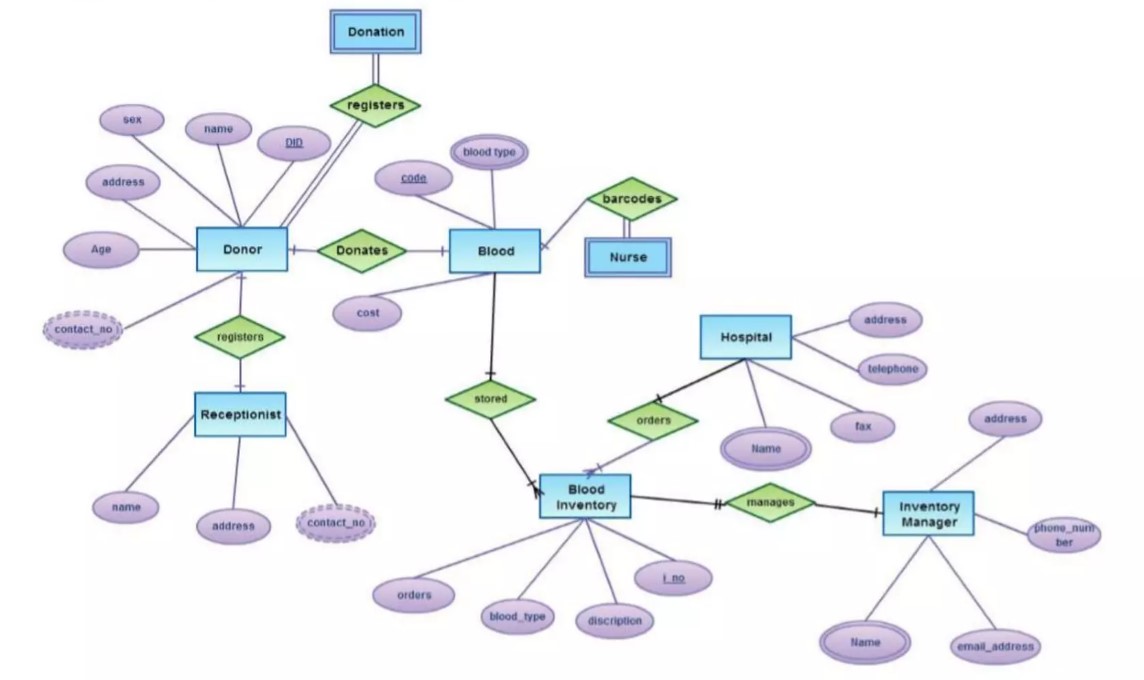 Donation
registers
sex
name
DID
blood type
address
code
barcodes
Age
Donor
Donates
Blood
Nurse
cost
contact_no
registers
Hospital
address
telephone
Receptionist
stored
orders
Name
fax
address
name
address
contact_no
Blood
Inventory
manages
Inventory
Manager
phone_num
ber
orders
blood_type
discription
i_no
Name
email_address